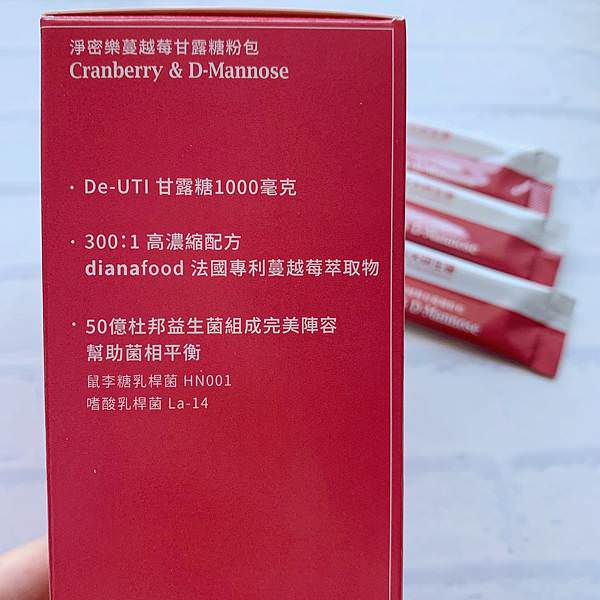 淨密樂蔓越莓甘露糖粉包
Cranberry & D-Mannose
· De-UTI 甘露糖1000毫克
· 300:1 高濃縮配方
dianafood 法國專利蔓越莓萃取物
· 50億杜邦益生菌組成完美陣容
幫助菌相平衡
鼠李糖乳桿菌 HN001
嗜酸乳桿菌 La-14
D-Mannose
D-Mannose